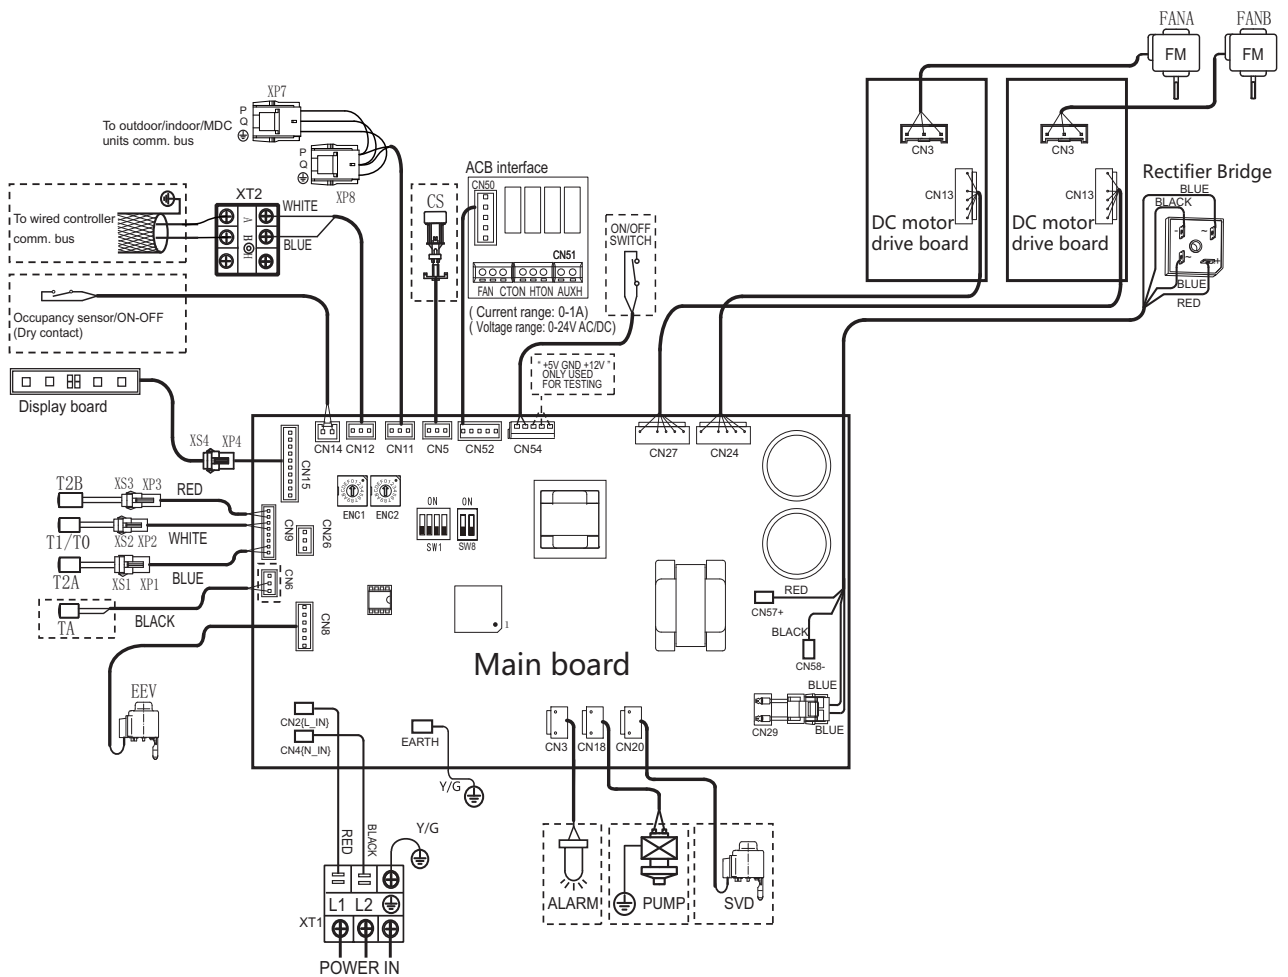 FANA
FANB
FM
FM
XP7
P
Q
To outdoor/indoor/MDC
units comm. bus
P
Q
XP8
ACB interface
CN50
CN51
FAN CTON HTON AUXH
( Current range: 0-1A)
( Voltage range: 0-24V AC/DC)
CN3
CN3
CN13
CN13
DC motor
drive board
DC motor
drive board
Rectifier Bridge
BLUE
BLACK
-
~
~
+
BLUE
RED
XT2
WHITE
A
B
BLUE
To wired controller
comm. bus
CS
ON/OFF
SWITCH
Occupancy sensor/ON-OFF
(Dry contact)
" +5V GND +12V "
ONLY USED
FOR TESTING
Display board
XS4 XP4
CN14
CN12
CN11
CN5
CN52
CN54
CN27
CN24
CN15
T2B
XS3 XP3
RED
T1/T0
XS2 XP2
WHITE
T2A
XS1 XP1
BLUE
TA
BLACK
CN9
CN26
CN6
CN8
ENC1
ENC2
ON
SW1
ON
SW8
1
Main board
RED
CN57+
BLACK
CN58-
BLUE
CN29
BLUE
EEV
CN2{L_IN}
CN4{N_IN}
EARTH
Y/G
CN3
CN18
CN20
RED
BLACK
Y/G
L1 L2
XT1
POWER IN
ALARM
PUMP
SVD